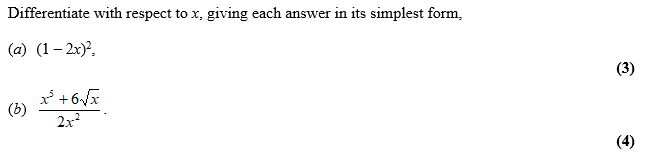 Differentiate with respect to x, giving each answer in its simplest form,
(a) (1 – 2x)²,
(3)
(b) \frac{x⁵ + 6√x}{2x²}.
(4)